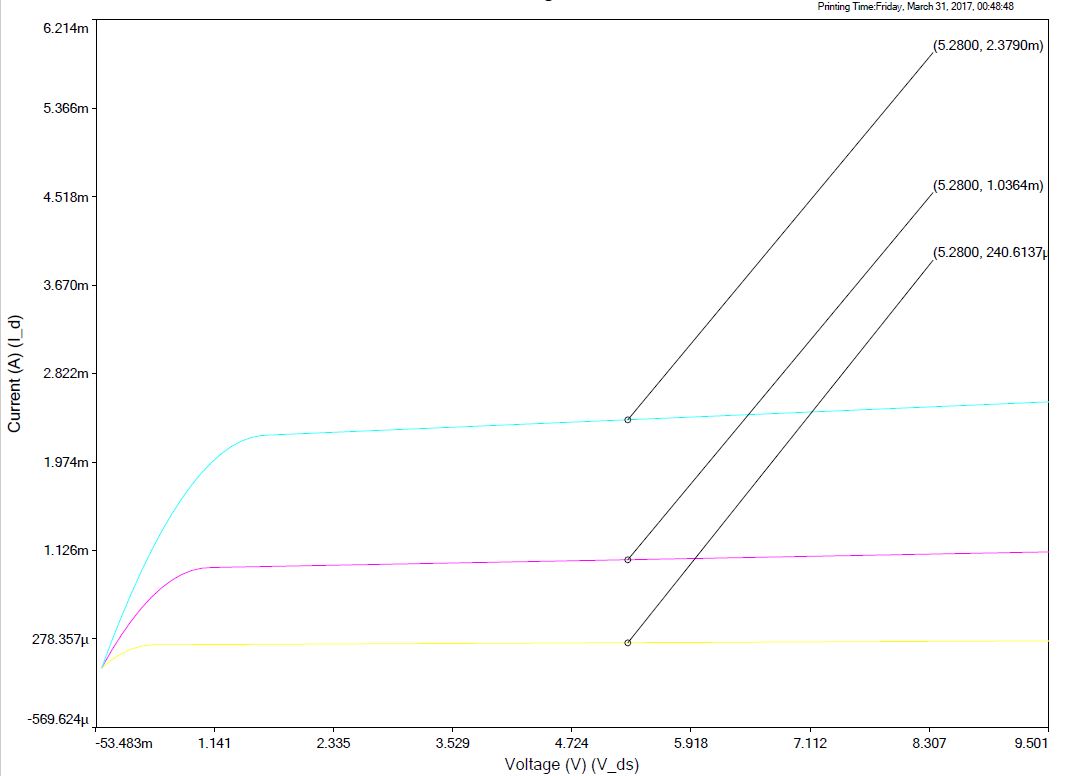 Printing Time:Friday, March 31, 2017, 00:48:48
6.214m
5.366m
4.518m
3.670m
2.822m
1.974m
1.126m
278.357µ
-569.624µ
Current (A) (I_d)
(5.2800, 2.3790m)
(5.2800, 1.0364m)
(5.2800, 240.6137µ
-53.483m 1.141 2.335 3.529 4.724 5.918 7.112 8.307 9.501
Voltage (V) (V_ds)